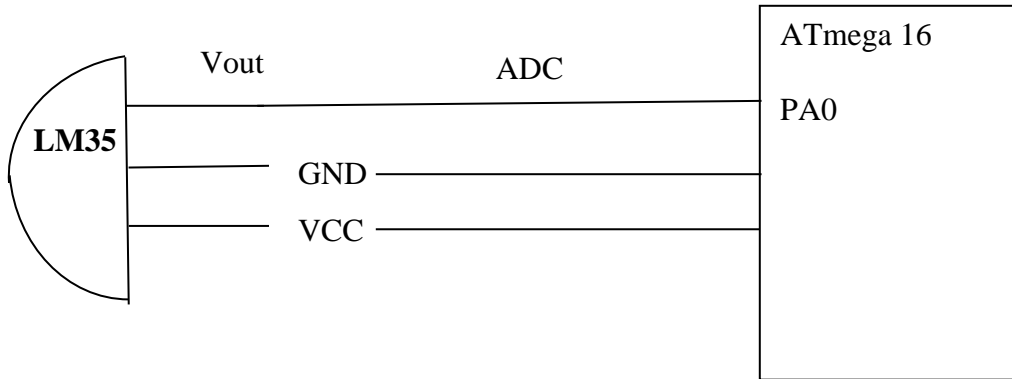 ATmega 16
Vout
ADC
PA0
LM35
GND
VCC